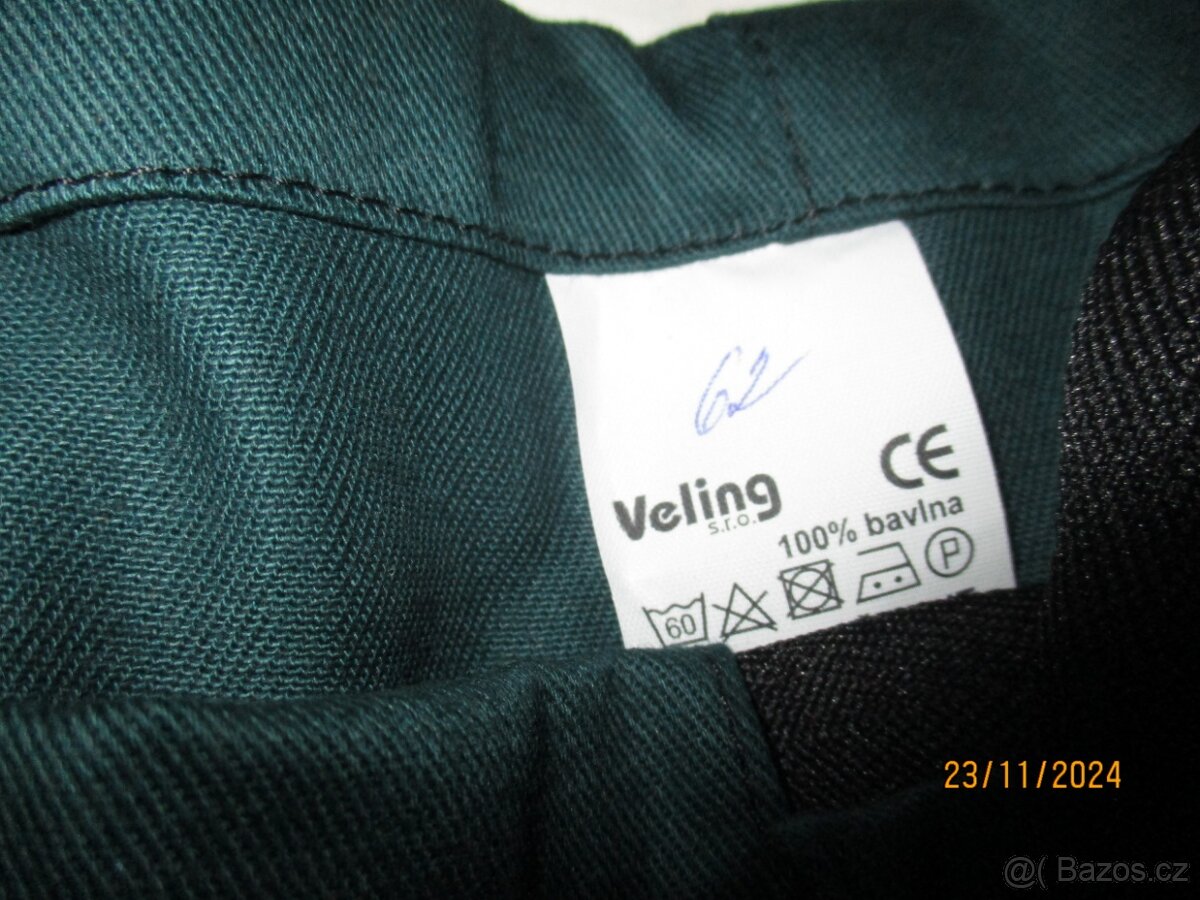 62
CE
Veling
s.r.o.
100% bavlna
60
P
23/11/2024
@( Bazos.cz